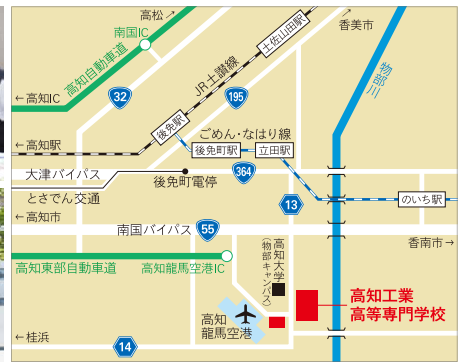 高松→
香美市
↑
南国IC
高知自動車道
土佐山田駅
JR土讃線
物部川
←高知IC
32
195
後免駅
ごめん・なはり線
←高知駅
後免町駅
立田駅
大津バイパス
364
後免町電停
とさでん交通
のいち駅
13
←高知市
南国バイパス
55
香南市→
高知東部自動車道
高知龍馬空港IC
高知大学
(物部キャンパス)
高知工業
高等専門学校
高知
龍馬空港
←桂浜
14